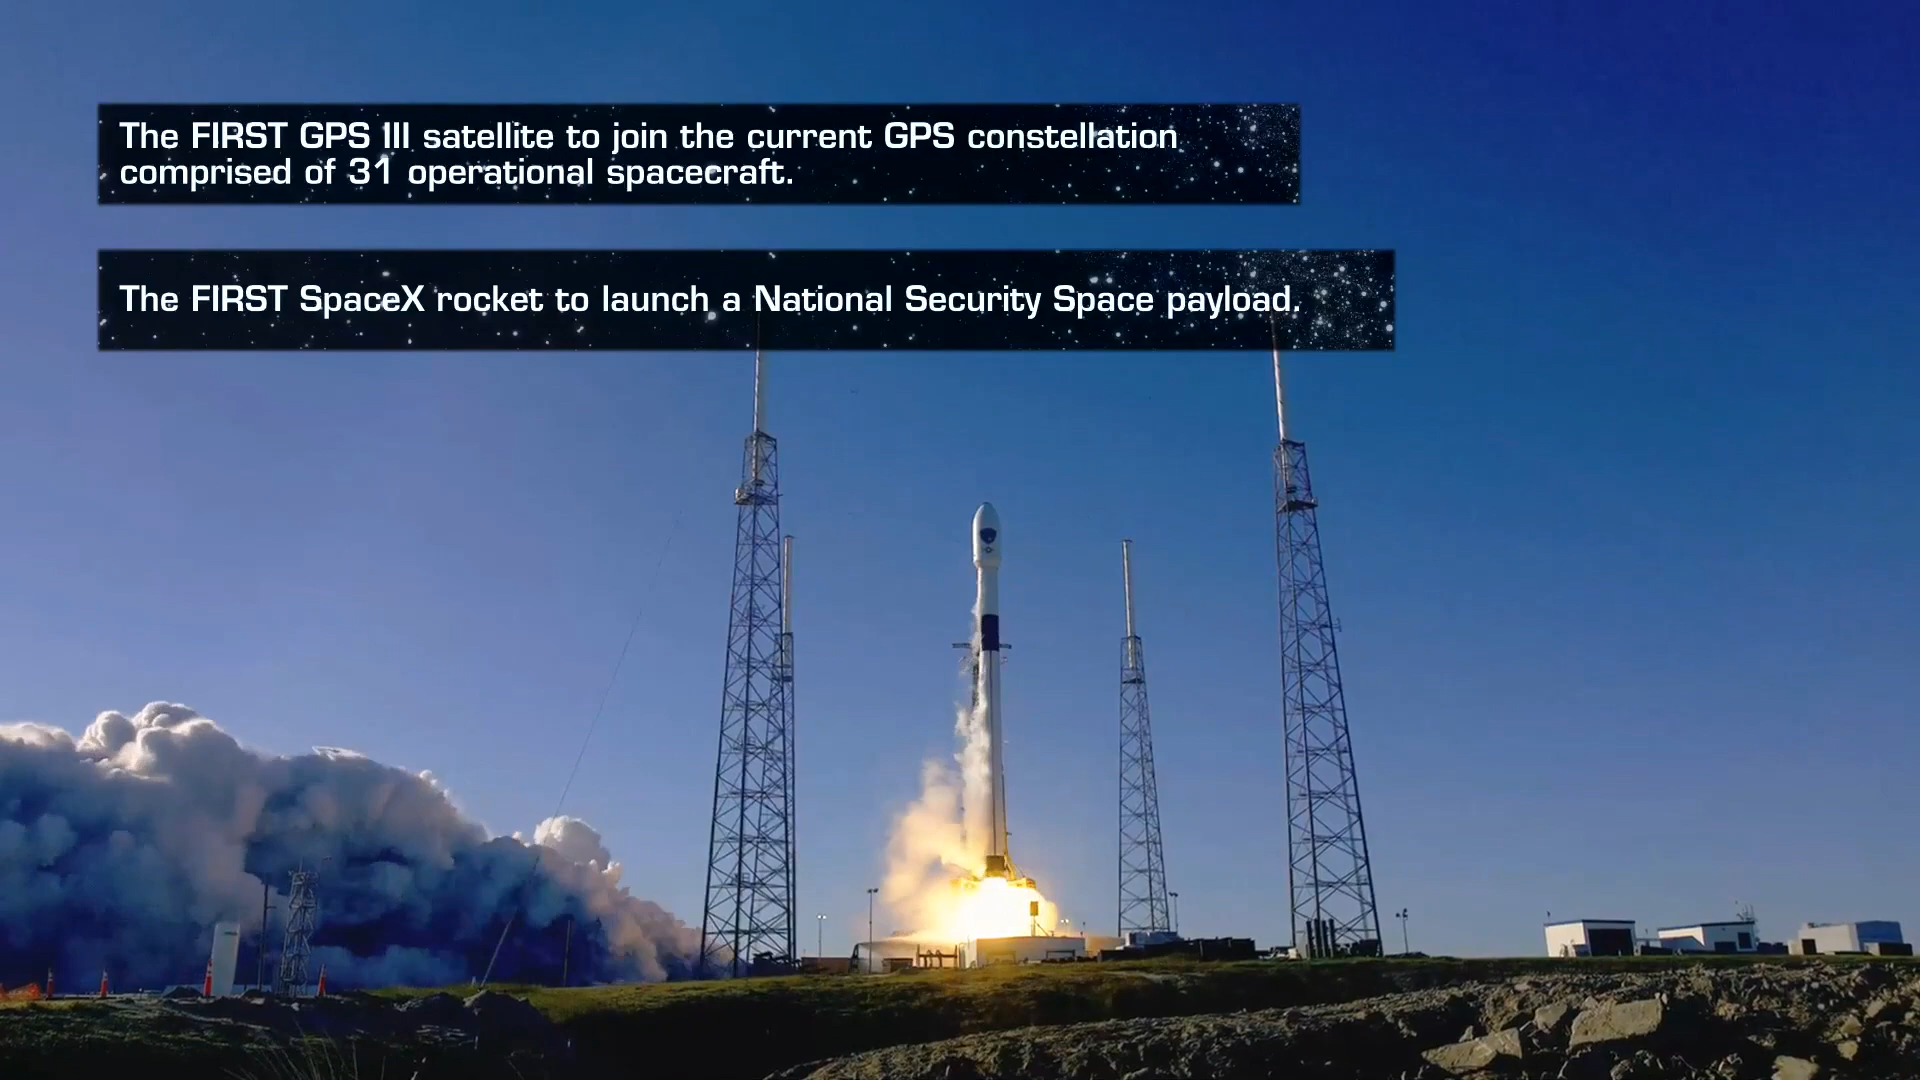 The FIRST GPS III satellite to join the current GPS constellation
comprised of 31 operational spacecraft.
The FIRST SpaceX rocket to launch a National Security Space payload.